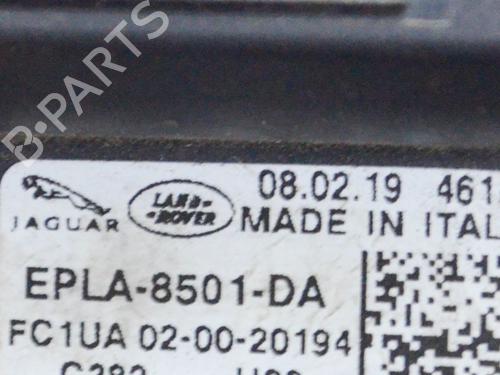 B-PARTS
08.02.19 461
JAGUAR
LAND-
-ROVER
MADE IN ITAL
EPLA-8501-DA
FC1UA 02-00-20194